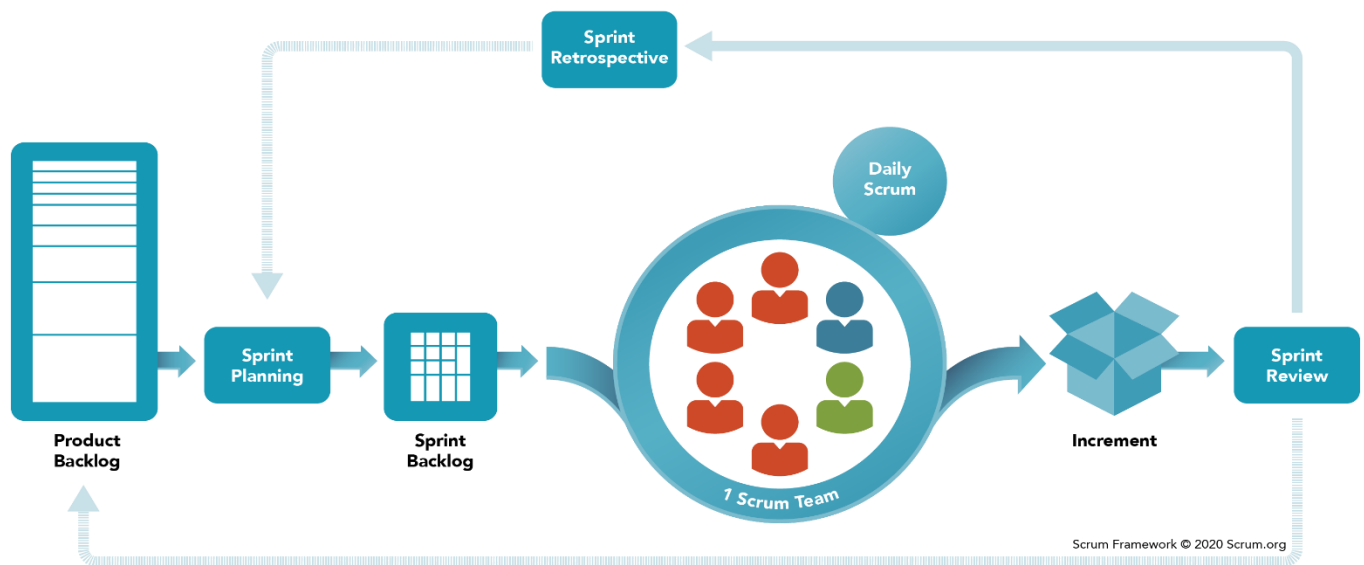 Sprint
Retrospective
Daily
Scrum
Sprint
Planning
Sprint
Review
Product
Backlog
Sprint
Backlog
Increment
1 Scrum Team
Scrum Framework © 2020 Scrum.org